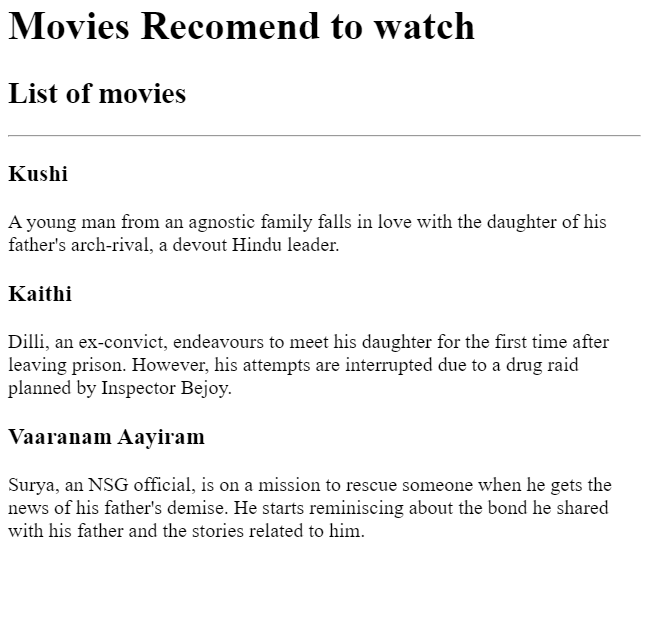 Movies Recomend to watch
List of movies
Kushi
A young man from an agnostic family falls in love with the daughter of his
father's arch-rival, a devout Hindu leader.
Kaithi
Dilli, an ex-convict, endeavours to meet his daughter for the first time after
leaving prison. However, his attempts are interrupted due to a drug raid
planned by Inspector Bejoy.
Vaaranam Aayiram
Surya, an NSG official, is on a mission to rescue someone when he gets the
news of his father's demise. He starts reminiscing about the bond he shared
with his father and the stories related to him.